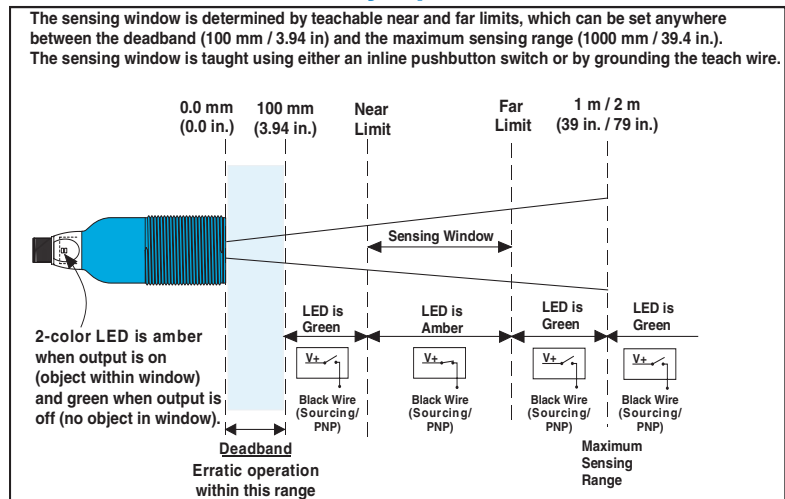 The sensing window is determined by teachable near and far limits, which can be set anywhere
between the deadband (100 mm / 3.94 in) and the maximum sensing range (1000 mm / 39.4 in.).
The sensing window is taught using either an inline pushbutton switch or by grounding the teach wire.
0.0 mm
(0.0 in.)
100 mm
(3.94 in.)
Near
Limit
Far
Limit
1 m / 2 m
(39 in. / 79 in.)
Sensing Window
2-color LED is amber
when output is on
(object within window)
and green when output is
off (no object in window).
LED is
Green
LED is
Amber
LED is
Green
LED is
Green
V+
V+
V+
V+
Black Wire
(Sourcing/
PNP)
Black Wire
(Sourcing/
PNP)
Black Wire
(Sourcing/
PNP)
Black Wire
(Sourcing/
PNP)
Deadband
Erratic operation
within this range
Maximum
Sensing
Range